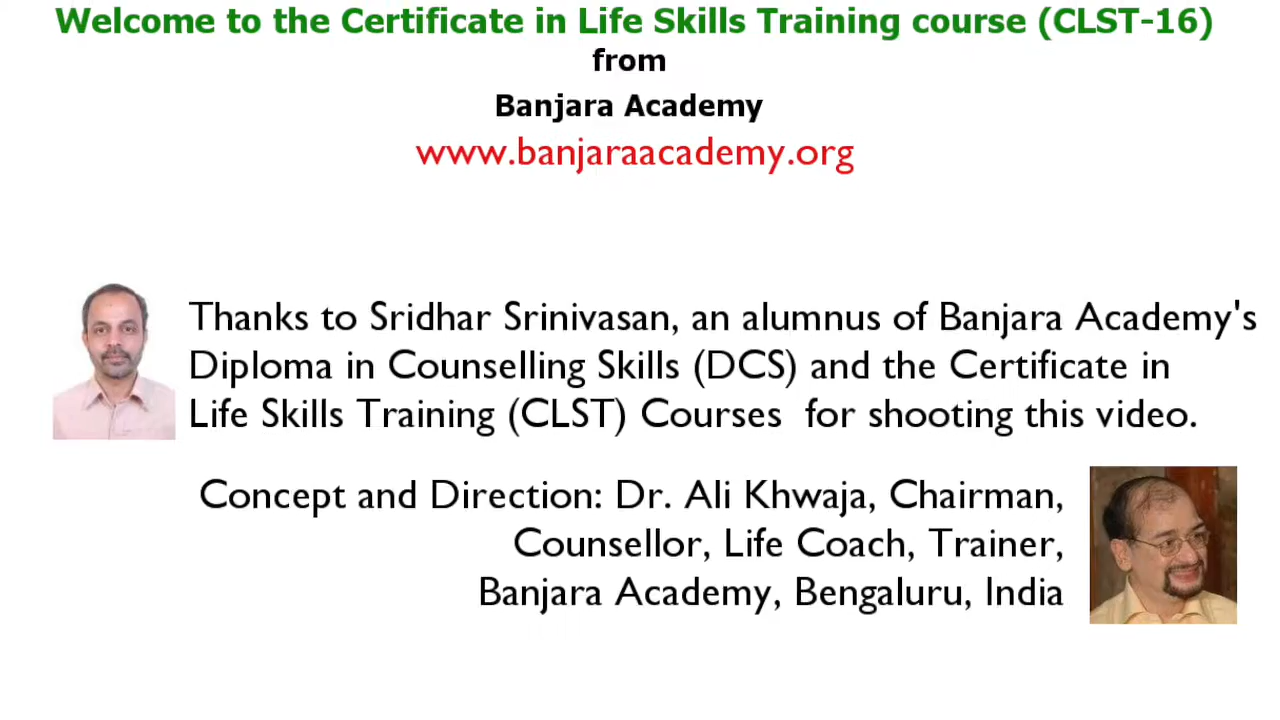 Welcome to the Certificate in Life Skills Training course (CLST-16)
from
Banjara Academy
www.banjaraacademy.org
Thanks to Sridhar Srinivasan, an alumnus of Banjara Academy's
Diploma in Counselling Skills (DCS) and the Certificate in
Life Skills Training (CLST) Courses  for shooting this video.
Concept and Direction: Dr. Ali Khwaja, Chairman,
Counsellor, Life Coach, Trainer,
Banjara Academy, Bengaluru, India